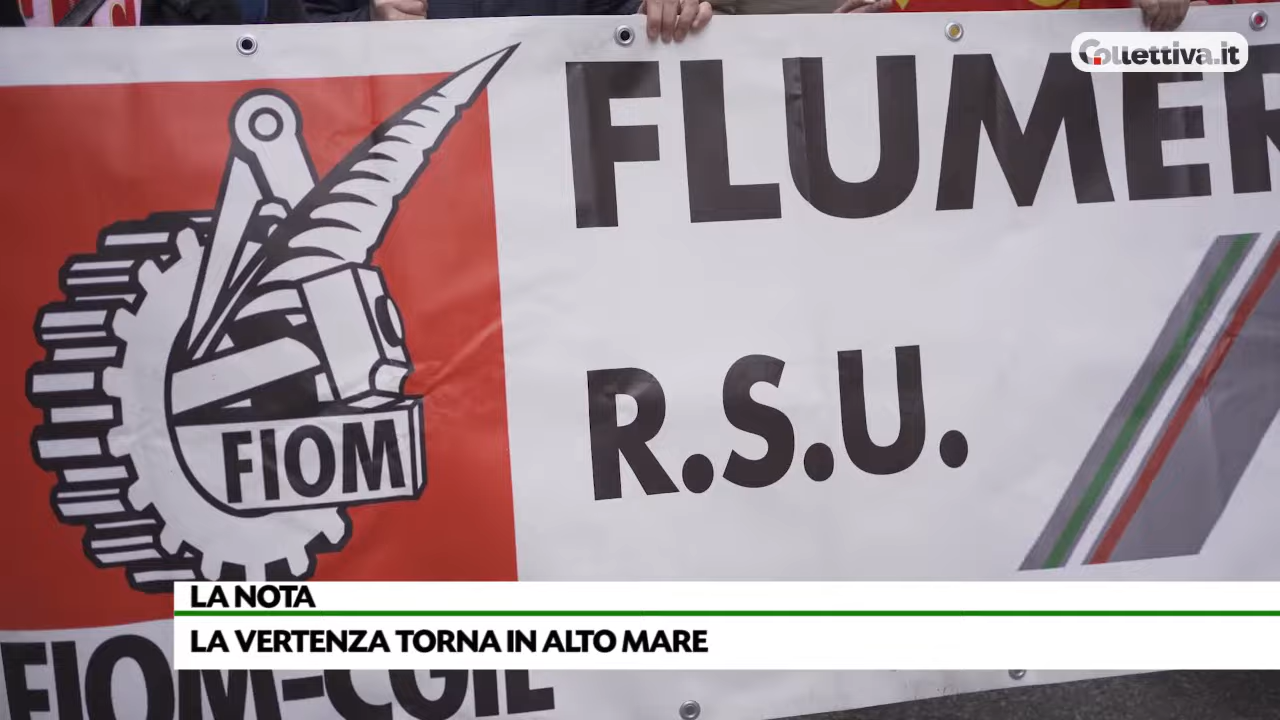 Collettiva.it
FLUMER
R.S.U.
FIOM
LA NOTA
LA VERTENZA TORNA IN ALTO MARE
FIOM-CGIL